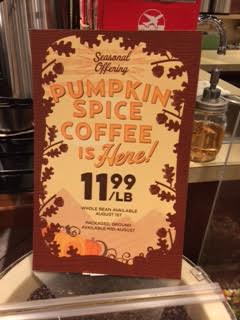 Seasonal
Offering
PUMPKIN
SPICE
COFFEE
IS Here!
11.99
/LB
WHOLE BEAN AVAILABLE
AUGUST 1ST
PACKAGED, GROUND
AVAILABLE MID-AUGUST